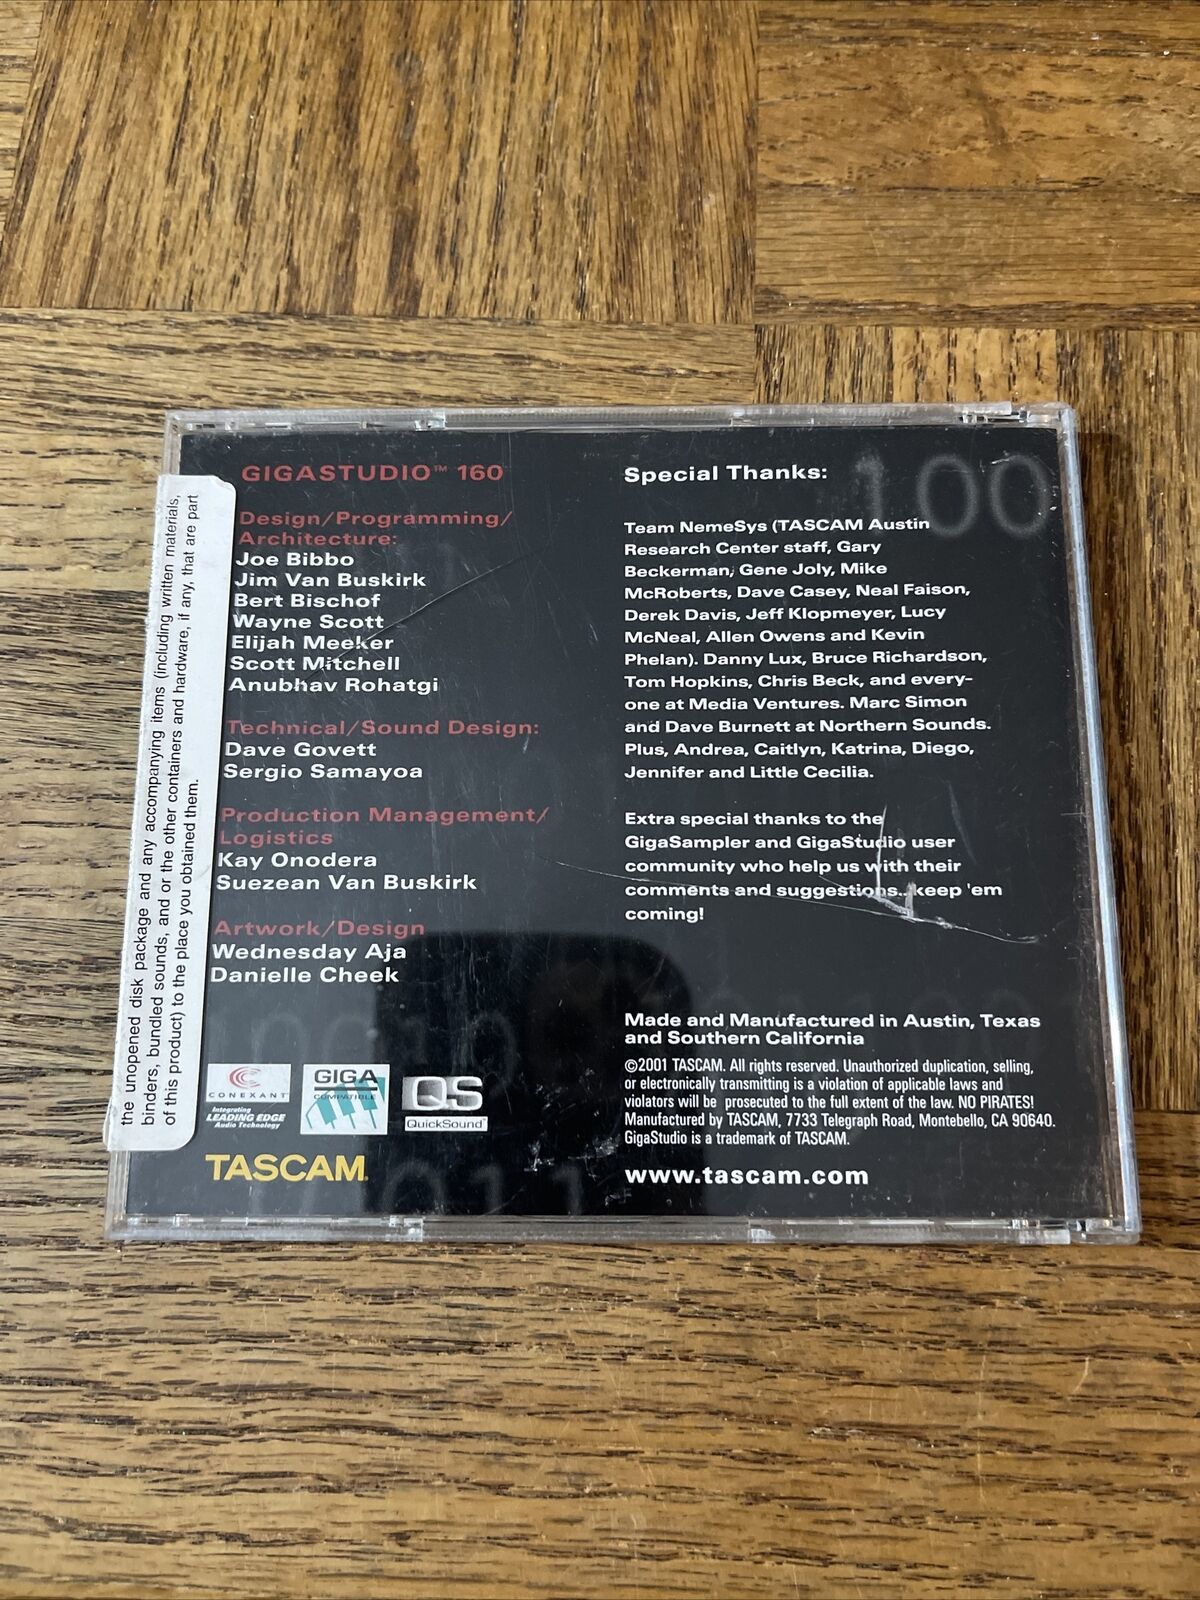 the unopened disk package and any accompanying items (including written materials,
binders, bundled sounds, and or the other containers and hardware, if any, that are part
of this product) to the place you obtained them.
GIGASTUDIO™ 160
Design/Programming/
Architecture:
Joe Bibbo
Jim Van Buskirk
Bert Bischof
Wayne Scott
Elijah Meeker
Scott Mitchell
Anubhav Rohatgi
Technical/Sound Design:
Dave Govett
Sergio Samayoa
Production Management/
Logistics
Kay Onodera
Suezean Van Buskirk
Artwork/Design
Wednesday Aja
Danielle Cheek
CONEXANT™
Integrating
LEADING EDGE
Audio Technology
GIGA
COMPATIBLE
QS
QuickSound™
TASCAM®
100
Special Thanks:
Team NemeSys (TASCAM Austin
Research Center staff, Gary
Beckerman, Gene Joly, Mike
McRoberts, Dave Casey, Neal Faison,
Derek Davis, Jeff Klopmeyer, Lucy
McNeal, Allen Owens and Kevin
Phelan). Danny Lux, Bruce Richardson,
Tom Hopkins, Chris Beck, and every-
one at Media Ventures. Marc Simon
and Dave Burnett at Northern Sounds.
Plus, Andrea, Caitlyn, Katrina, Diego,
Jennifer and Little Cecilia.
Extra special thanks to the
GigaSampler and GigaStudio user
community who help us with their
comments and suggestions..keep 'em
coming!
Made and Manufactured in Austin, Texas
and Southern California
©2001 TASCAM. All rights reserved. Unauthorized duplication, selling,
or electronically transmitting is a violation of applicable laws and
violators will be prosecuted to the full extent of the law. NO PIRATES!
Manufactured by TASCAM, 7733 Telegraph Road, Montebello, CA 90640.
GigaStudio is a trademark of TASCAM.
www.tascam.com
011